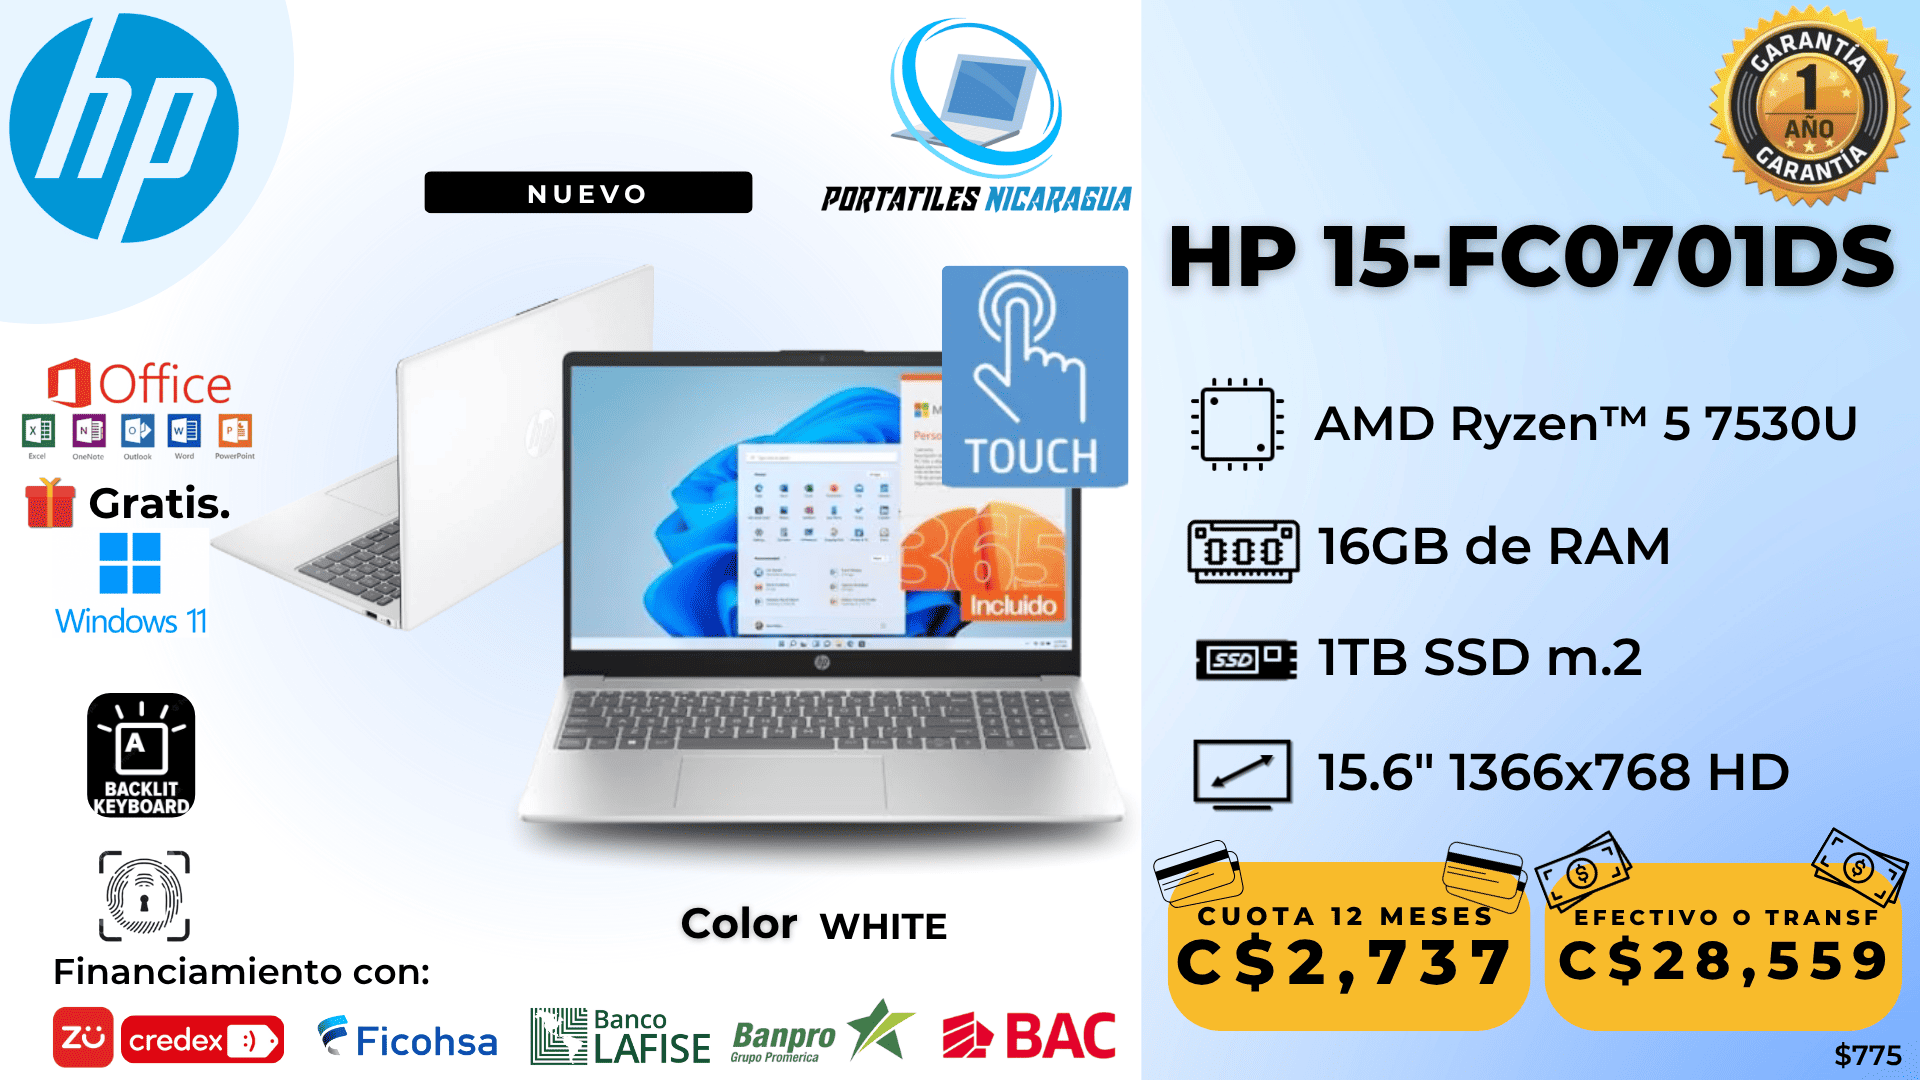 hp
NUEVO
PORTATILES NICARAGUA
GARANTÍA
1
AÑO
GARANTÍA
HP 15-FC0701DS
TOUCH
Office
Excel
OneNote
Outlook
Word
PowerPoint
Gratis.
Windows 11
365
Incluido
hp
AMD Ryzen™ 5 7530U
16GB de RAM
SSD
1TB SSD m.2
15.6" 1366x768 HD
A
BACKLIT
KEYBOARD
Color WHITE
CUOTA 12 MESES
C$2,737
EFECTIVO O TRANSF
C$28,559
$775
Financiamiento con:
zü
credex :)
Ficohsa
Banco
LAFISE
Banpro
Grupo Promerica
BAC